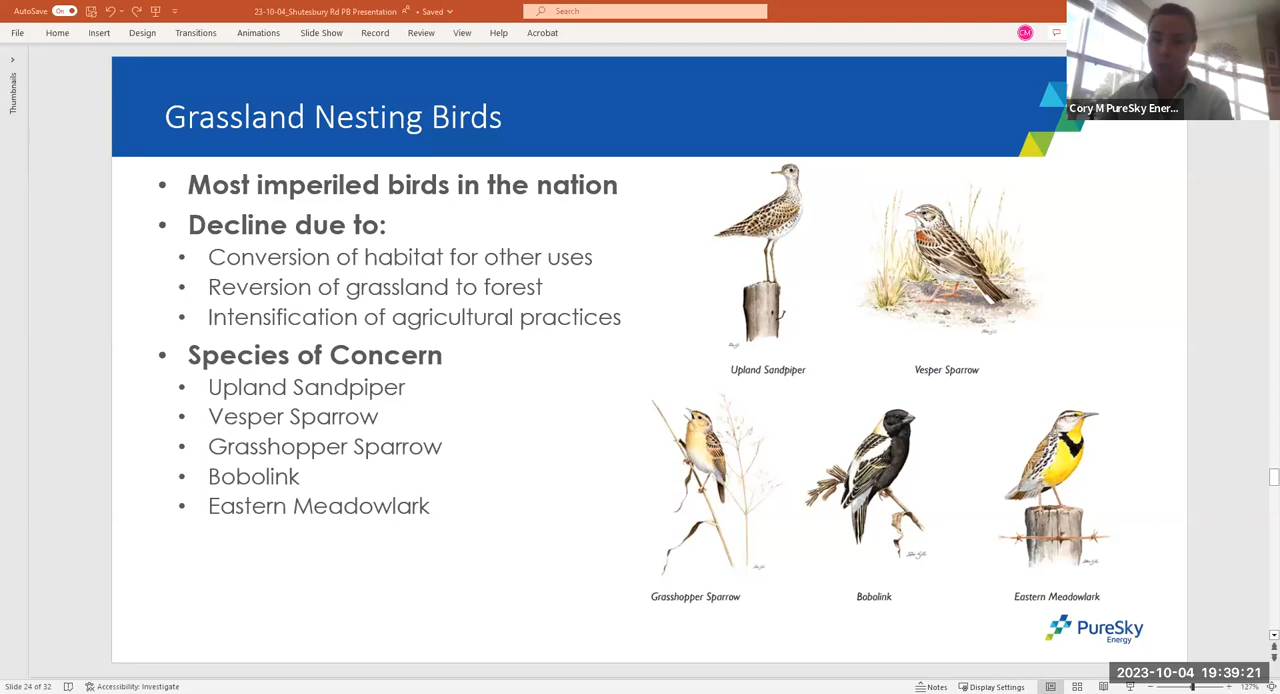 AutoSave On 23-10-04_Shutesbury Rd PB Presentation • Saved Search
File Home Insert Design Transitions Animations Slide Show Record Review View Help Acrobat CM
Cory M PureSky Ener...
Thumbnails
Grassland Nesting Birds
• Most imperiled birds in the nation
• Decline due to:
• Conversion of habitat for other uses
• Reversion of grassland to forest
• Intensification of agricultural practices
• Species of Concern
• Upland Sandpiper
• Vesper Sparrow
• Grasshopper Sparrow
• Bobolink
• Eastern Meadowlark
Upland Sandpiper
Vesper Sparrow
Grasshopper Sparrow
Bobolink
Eastern Meadowlark
PureSky
Energy
2023-10-04 19:39:21
Slide 24 of 32 Accessibility: Investigate Notes Display Settings 127%